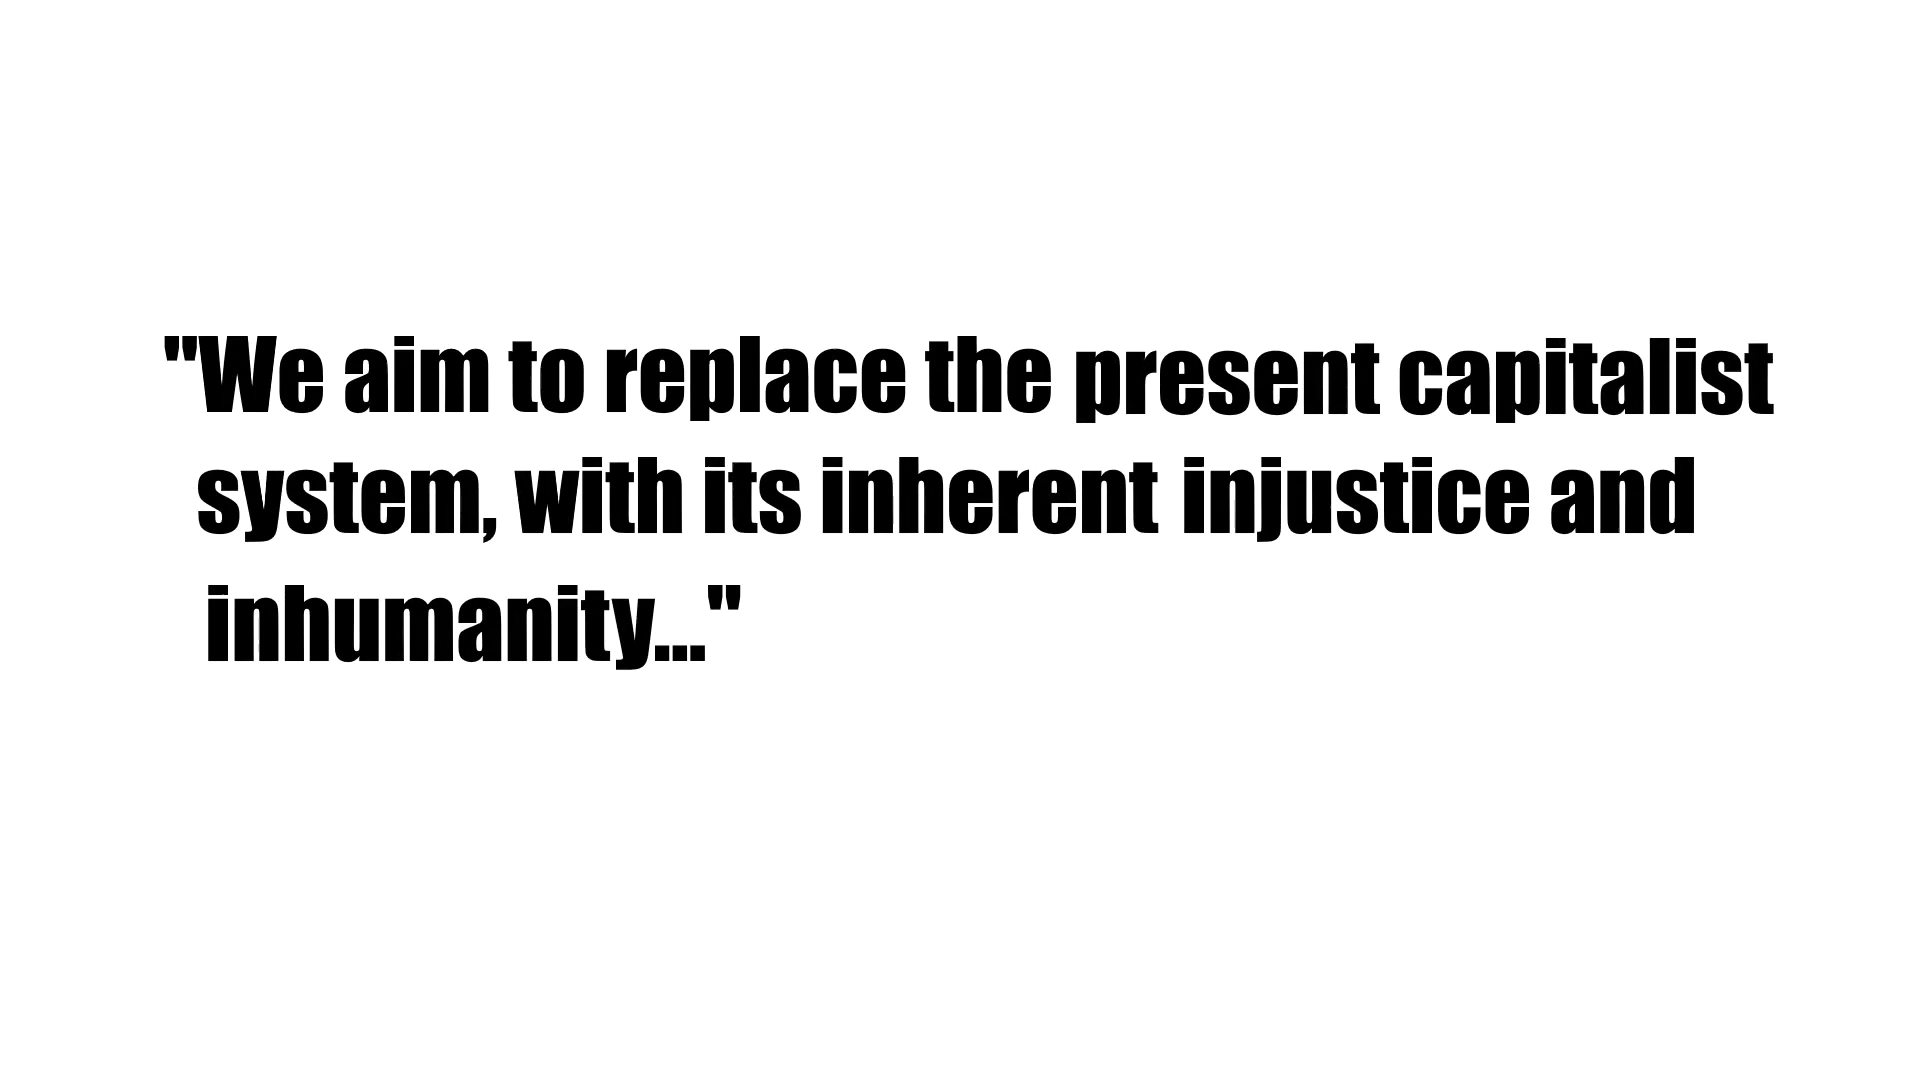 "We aim to replace the present capitalist
system, with its inherent injustice and
inhumanity..."